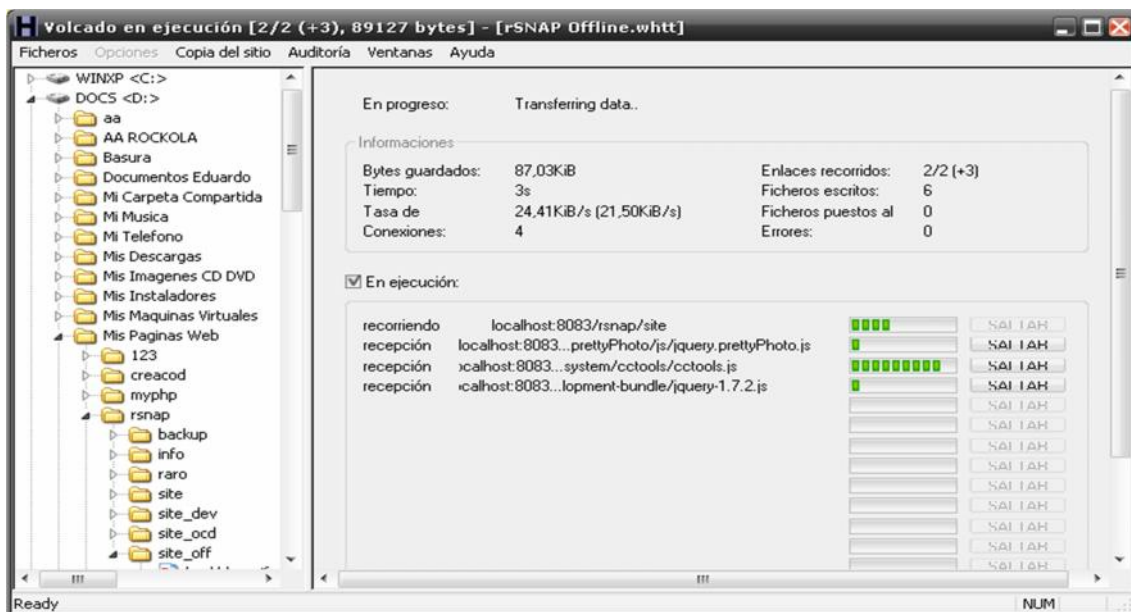 Volcado en ejecución [2/2 (+3), 89127 bytes] - [rSNAP Offline.whtt]
Ficheros Opciones Copia del sitio Auditoría Ventanas Ayuda
WINXP <C:>
DOCS <D:>
aa
AA ROCKOLA
Basura
Documentos Eduardo
Mi Carpeta Compartida
Mi Musica
Mi Telefono
Mis Descargas
Mis Imagenes CD DVD
Mis Instaladores
Mis Maquinas Virtuales
Mis Paginas Web
123
creacod
myphp
rsnap
backup
info
raro
site
site_dev
site_ocd
site_off
En progreso: Transferring data..
Informaciones
Bytes guardados: 87,03KiB Enlaces recorridos: 2/2 (+3)
Tiempo: 3s Ficheros escritos: 6
Tasa de 24,41KiB/s (21,50KiB/s) Ficheros puestos al 0
Conexiones: 4 Errores: 0
En ejecución:
recorriendo localhost:8083/rsnap/site SALTAR
recepción localhost:8083...prettyPhoto/js/jquery.prettyPhoto.js SALTAR
recepción ocalhost:8083...system/cctools/cctools.js SALTAR
recepción ocalhost:8083...lopment-bundle/jquery-1.7.2.js SALTAR
SALTAR
SALTAR
SALTAR
SALTAR
SALTAR
SALTAR
SALTAR
SALTAR
SALTAR
Ready NUM